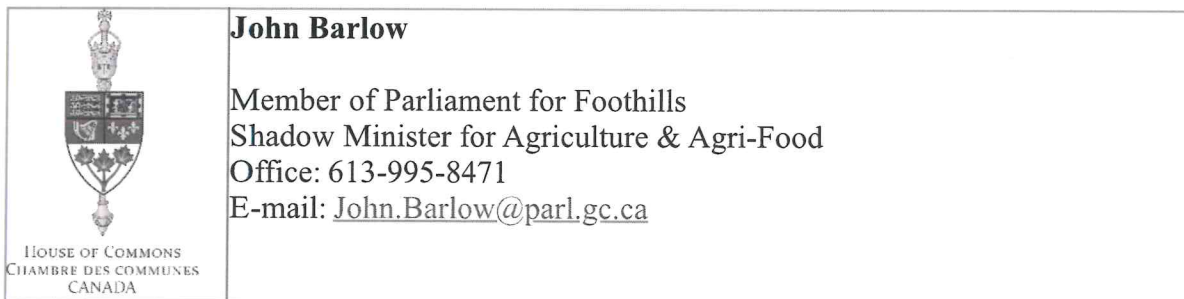 John Barlow
Member of Parliament for Foothills
Shadow Minister for Agriculture & Agri-Food
Office: 613-995-8471
E-mail: John.Barlow@parl.gc.ca
HOUSE OF COMMONS
CHAMBRE DES COMMUNES
CANADA